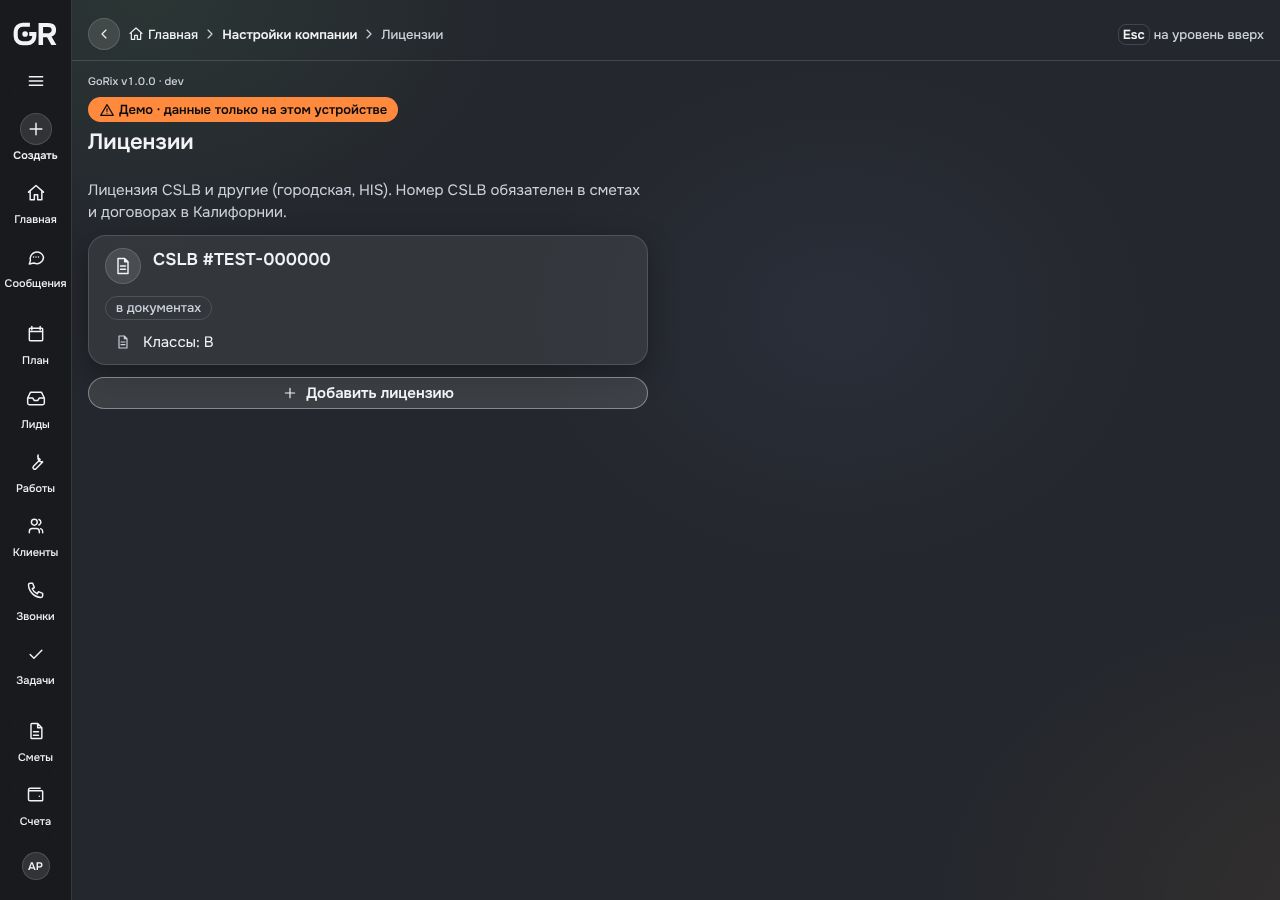 GR
Главная
Настройки компании
Лицензии
Esc на уровень вверх
GoRix v1.0.0 · dev
Демо · данные только на этом устройстве
Лицензии
Лицензия CSLB и другие (городская, HIS). Номер CSLB обязателен в сметах
и договорах в Калифорнии.
CSLB #TEST-000000
в документах
Классы: B
Добавить лицензию
Создать
Главная
Сообщения
План
Лиды
Работы
Клиенты
Звонки
Задачи
Сметы
Счета
AP